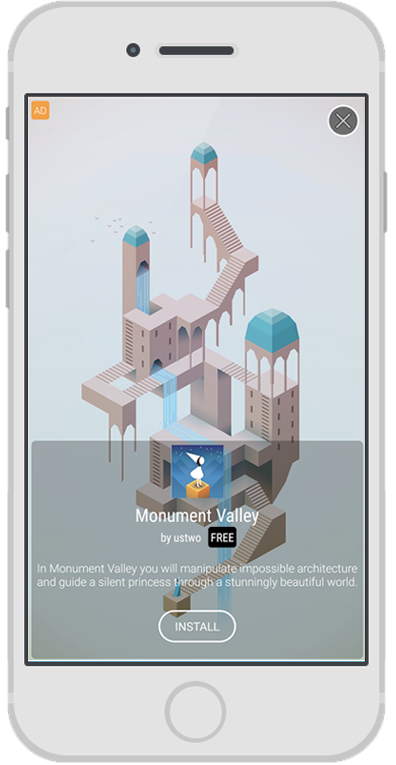 AD
Monument Valley
by ustwo FREE
In Monument Valley you will manipulate impossible architecture
and guide a silent princess through a stunningly beautiful world.
INSTALL